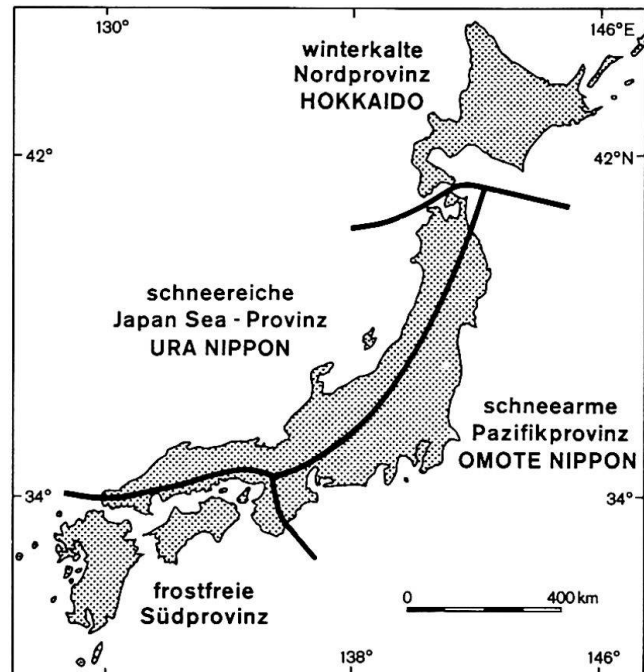 130°
146°E
winterkalte
Nordprovinz
HOKKAIDO
42°
42°N
schneereiche
Japan Sea - Provinz
URA NIPPON
schneearme
Pazifikprovinz
OMOTE NIPPON
34°
34°
frostfreie
Südprovinz
0 400 km
138°
146°